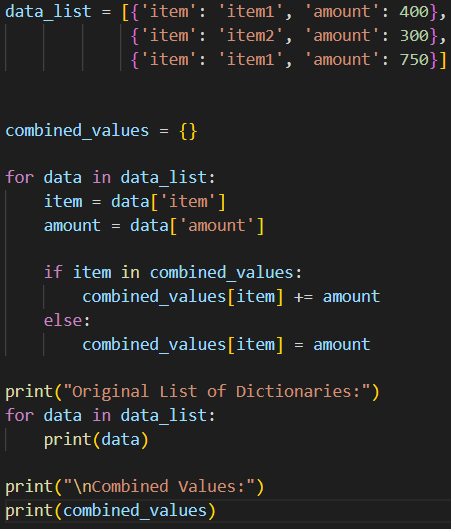 data_list = [{'item': 'item1', 'amount': 400},
             {'item': 'item2', 'amount': 300},
             {'item': 'item1', 'amount': 750}]
combined_values = {}
for data in data_list:
    item = data['item']
    amount = data['amount']
    if item in combined_values:
        combined_values[item] += amount
    else:
        combined_values[item] = amount
print("Original List of Dictionaries:")
for data in data_list:
    print(data)
print("\nCombined Values:")
print(combined_values)